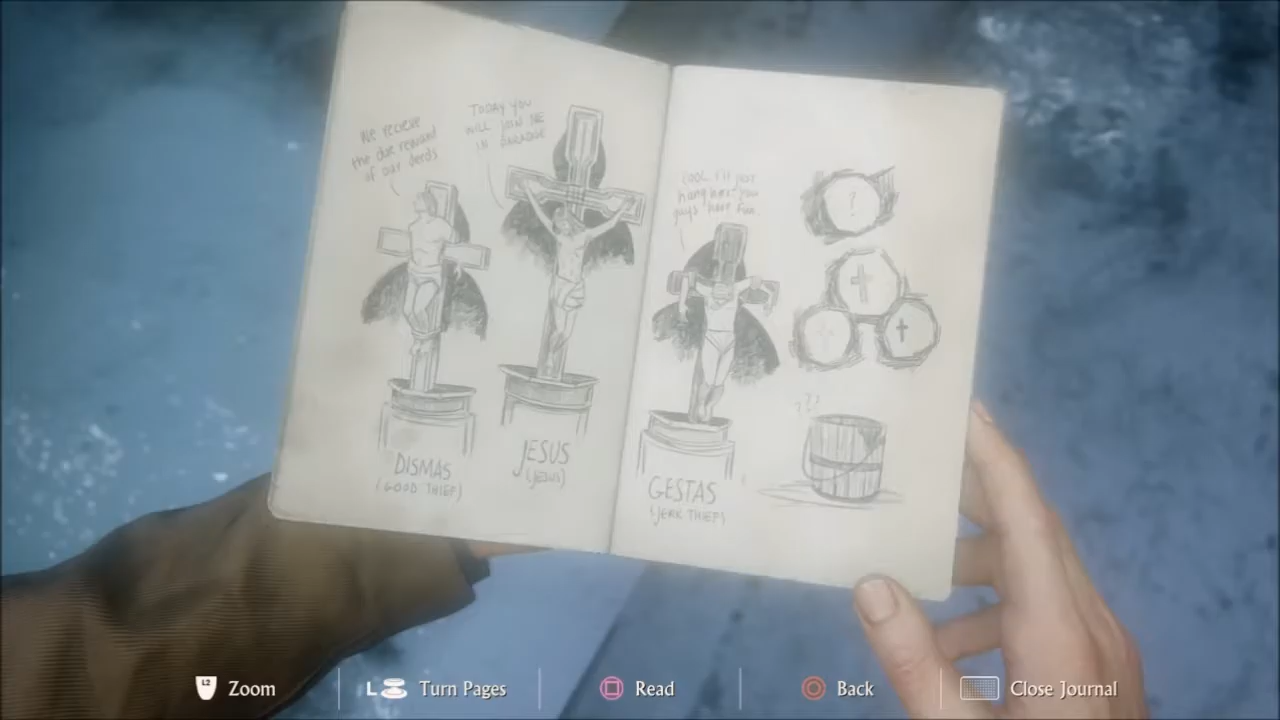 We recieve
the due reward
of our deeds
TODAY YOU
WILL JOIN ME
IN PARADISE
COOL I'll just
hang here you
guys have fun
?
DISMAS
(GOOD THIEF)
JESUS
(Jesus)
GESTAS
(JERK THIEF)
???
L2 Zoom
L Turn Pages
Read
Back
Close Journal